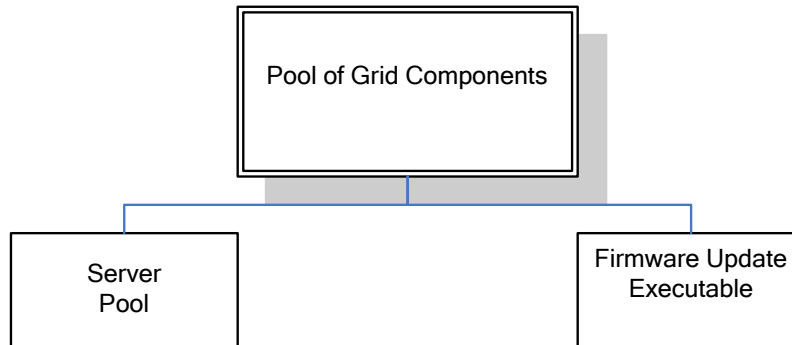 Pool of Grid Components
Server
Pool
Firmware Update
Executable